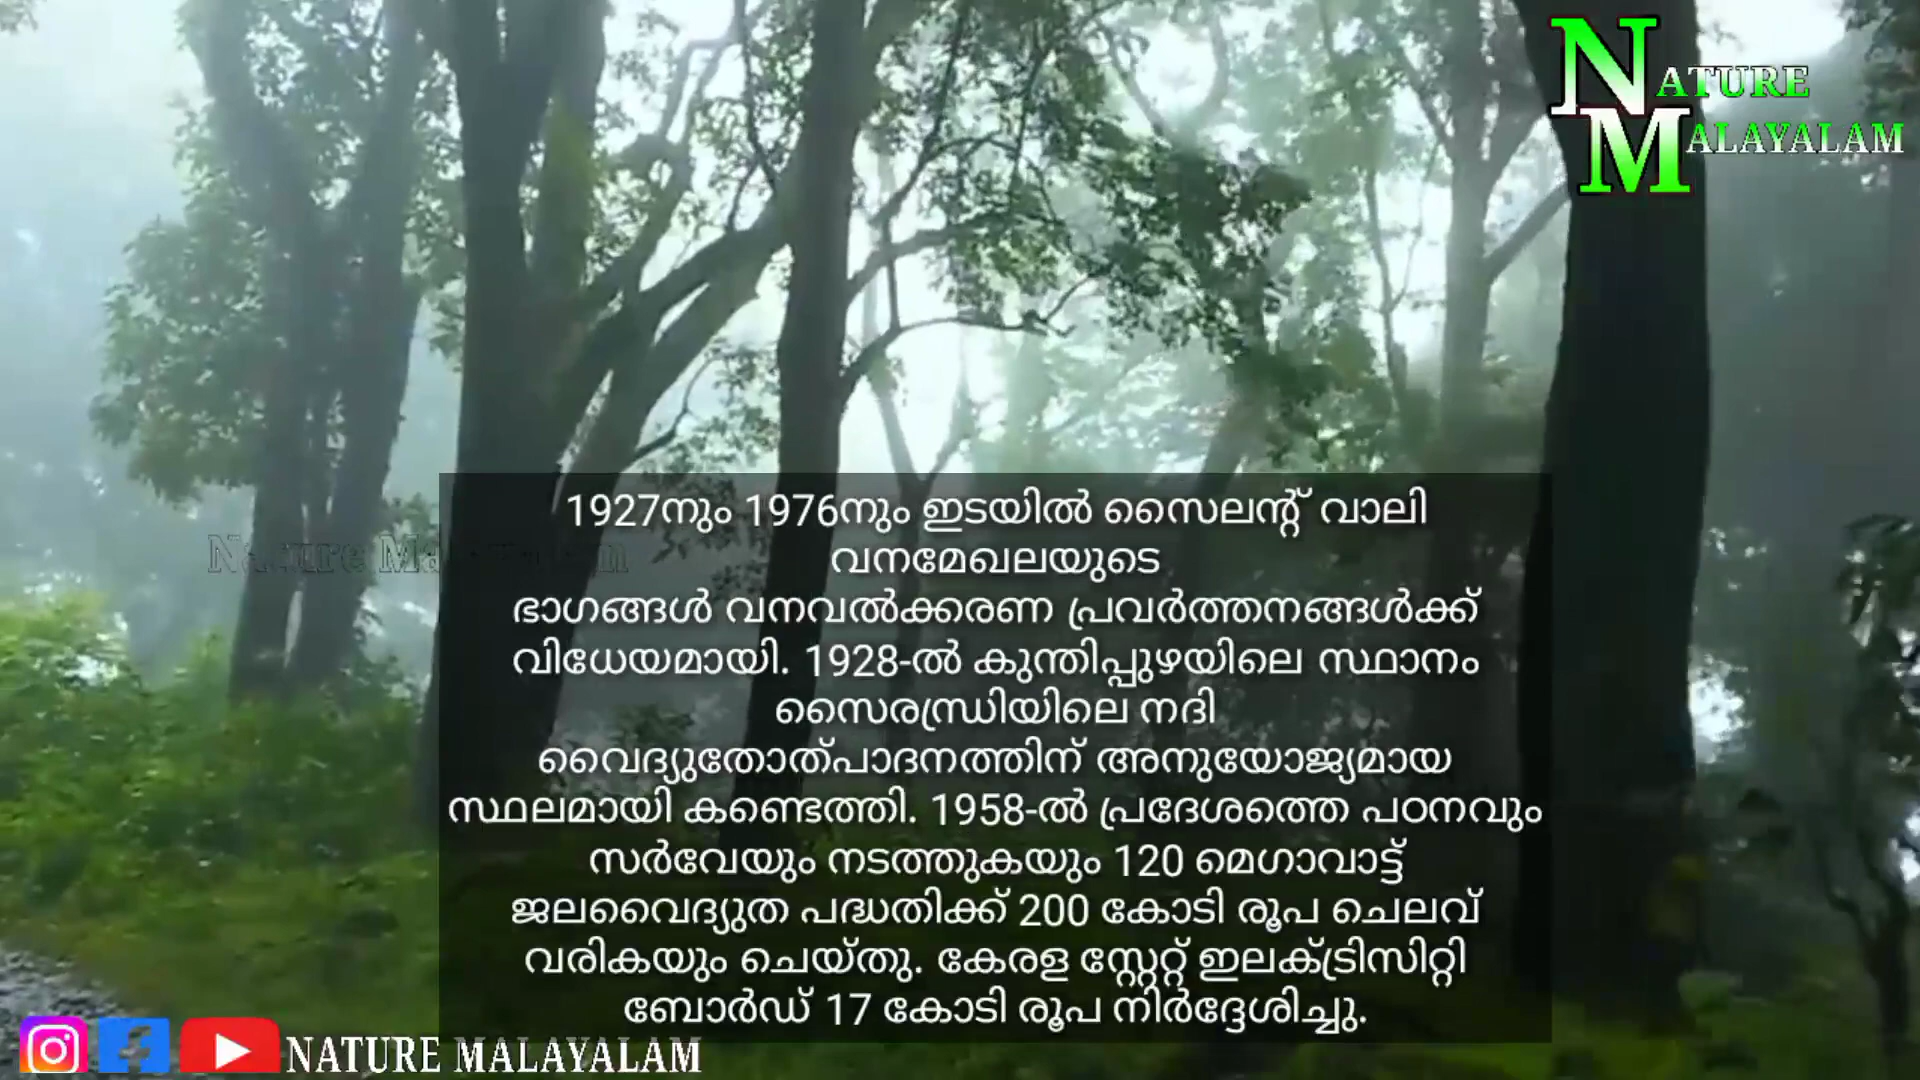 NATURE
MALAYALAM
1927നും 1976നും ഇടയിൽ സൈലന്റ് വാലി
വനമേഖലയുടെ
ഭാഗങ്ങൾ വനവൽക്കരണ പ്രവർത്തനങ്ങൾക്ക്
വിധേയമായി. 1928-ൽ കുന്തിപ്പുഴയിലെ സ്ഥാനം
സൈരന്ധ്രിയിലെ നദി
വൈദ്യുതോത്പാദനത്തിന് അനുയോജ്യമായ
സ്ഥലമായി കണ്ടെത്തി. 1958-ൽ പ്രദേശത്തെ പഠനവും
സർവേയും നടത്തുകയും 120 മെഗാവാട്ട്
ജലവൈദ്യുത പദ്ധതിക്ക് 200 കോടി രൂപ ചെലവ്
വരികയും ചെയ്തു. കേരള സ്റ്റേറ്റ് ഇലക്ട്രിസിറ്റി
ബോർഡ് 17 കോടി രൂപ നിർദ്ദേശിച്ചു.
Nature Malayalam
NATURE MALAYALAM